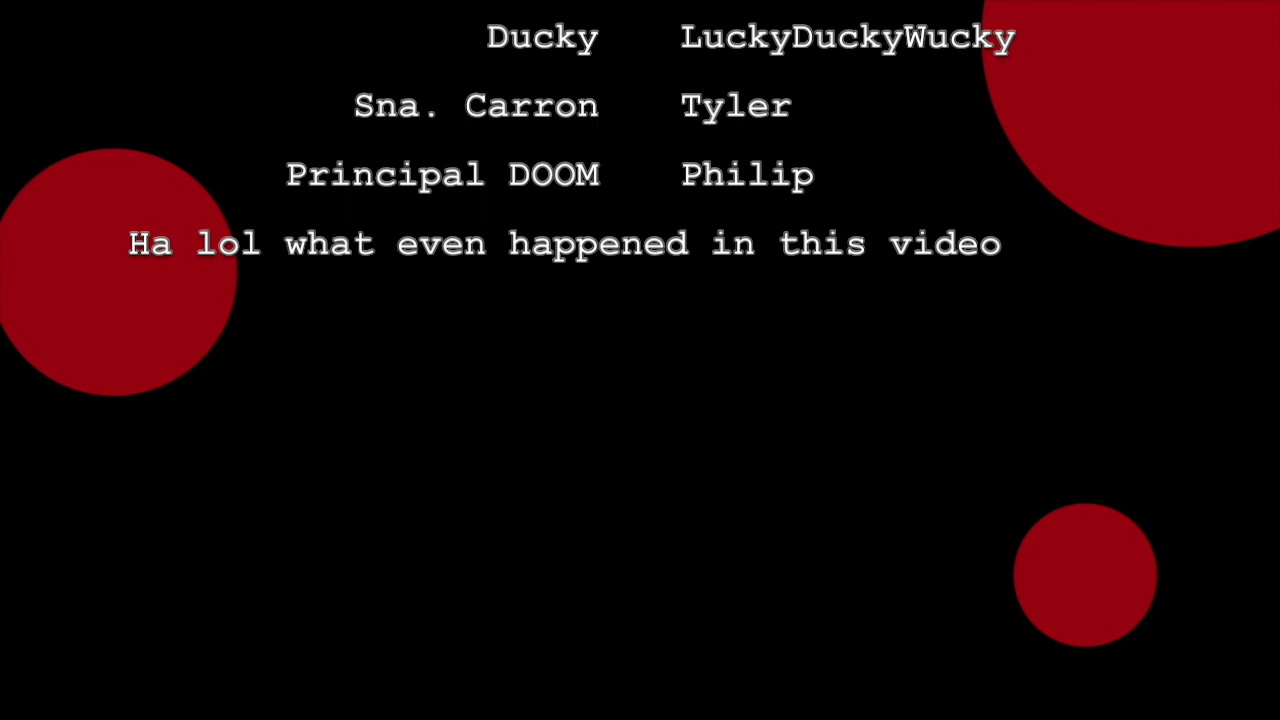 Ducky LuckyDuckyWucky
Sna. Carron Tyler
Principal DOOM Philip
Ha lol what even happened in this video